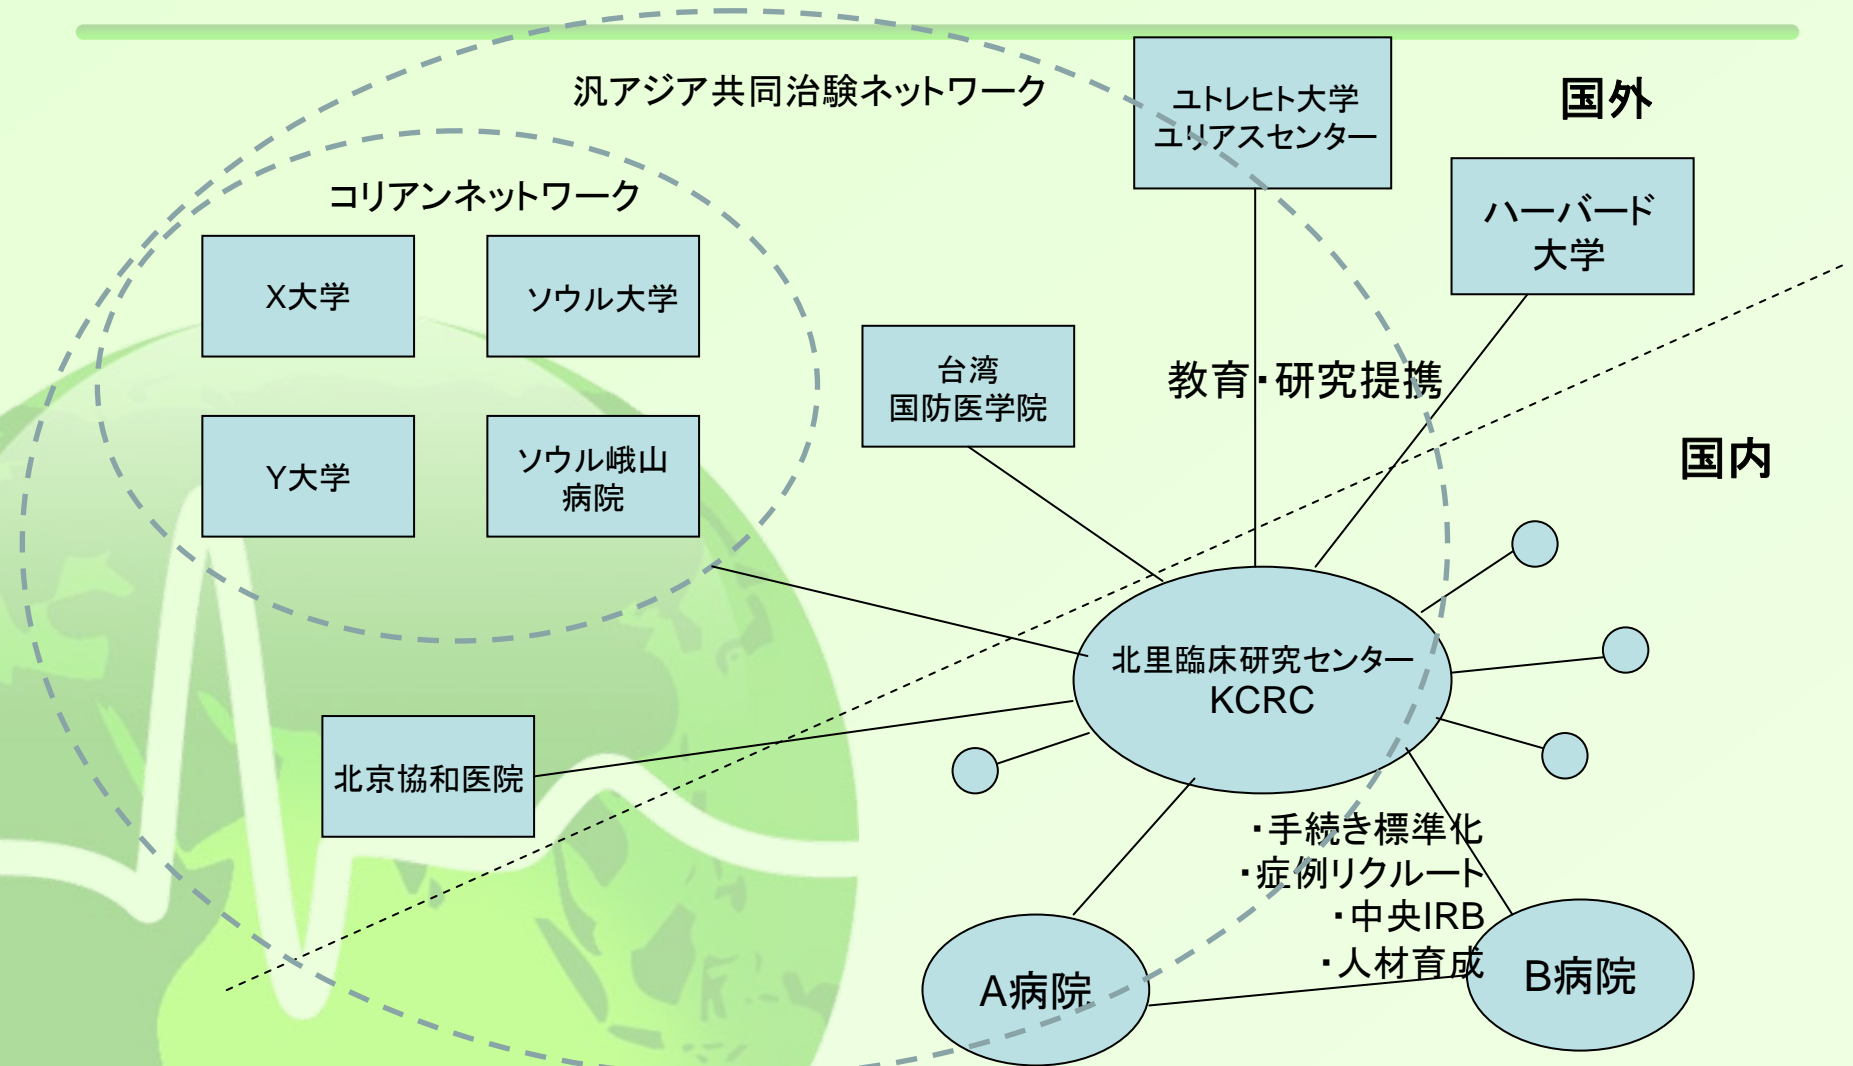 汎アジア共同治験ネットワーク
ユトレヒト大学
ユリアスセンター
国外
コリアンネットワーク
ハーバード
大学
X大学
ソウル大学
台湾
国防医学院
教育・研究提携
国内
Y大学
ソウル峨山
病院
北里臨床研究センター
KCRC
北京協和医院
・手続き標準化
・症例リクルート
・中央IRB
・人材育成
A病院
B病院